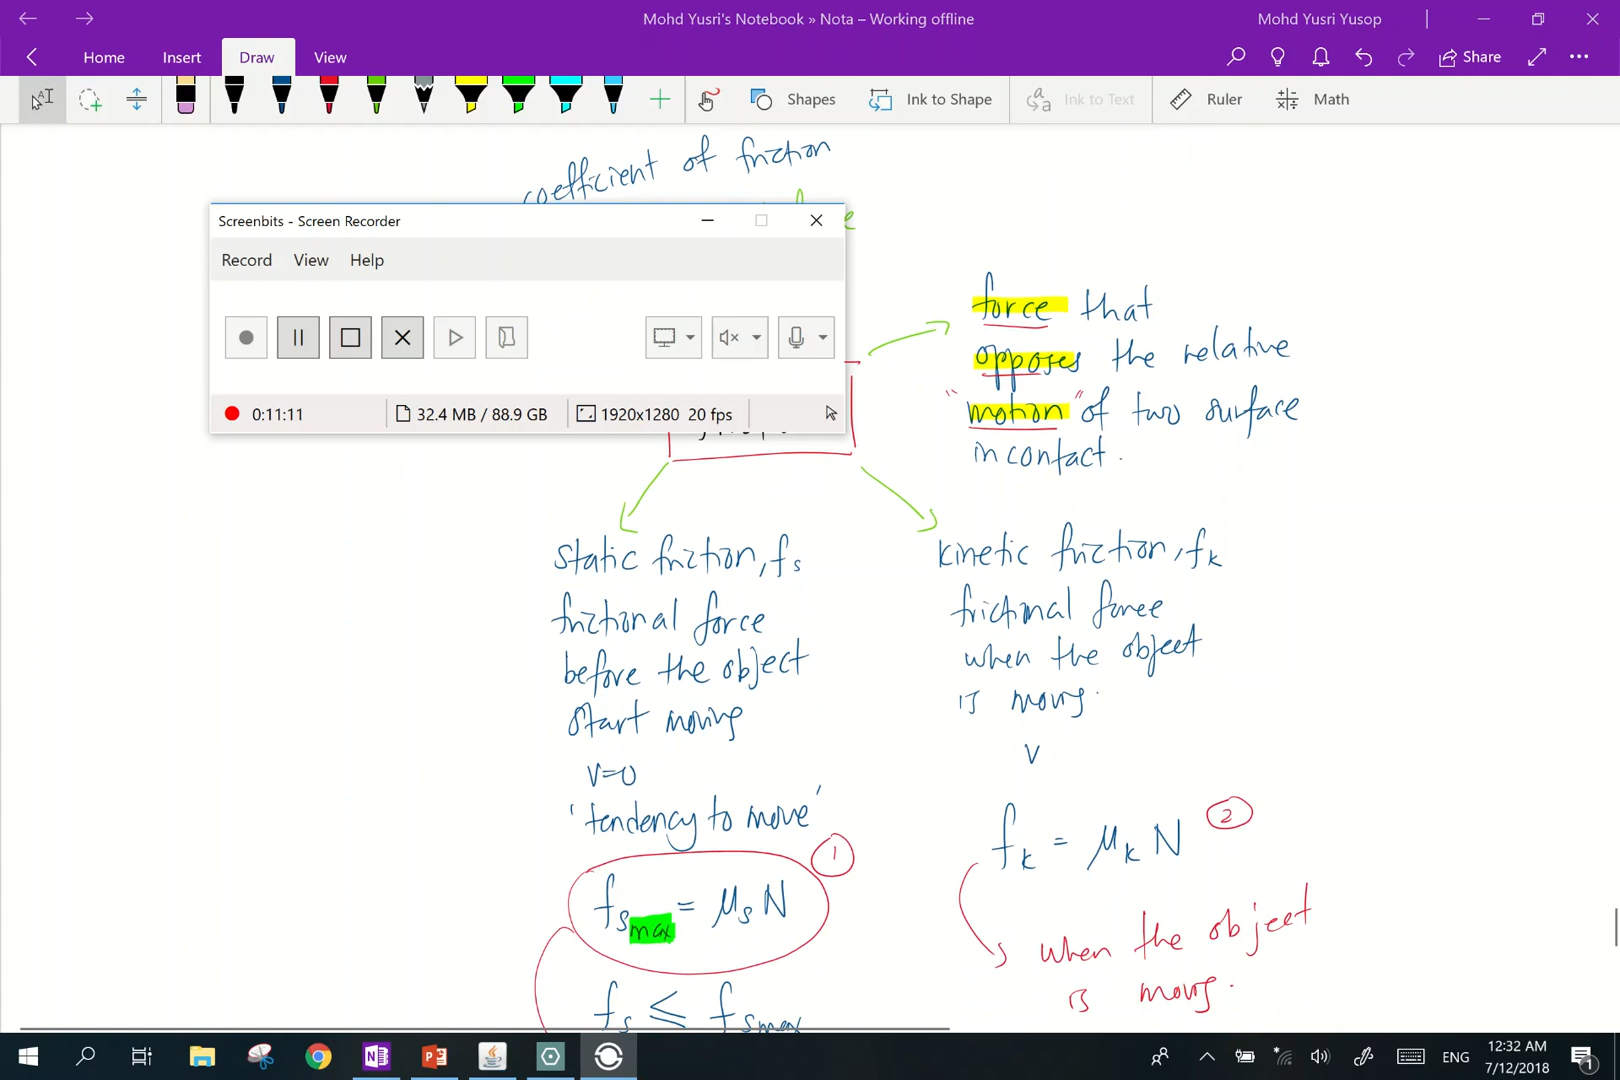 Mohd Yusri's Notebook » Nota – Working offline
Mohd Yusri Yusop
Home
Insert
Draw
View
Share
Shapes
Ink to Shape
Ink to Text
Ruler
Math
coefficient of friction
Screenbits - Screen Recorder
Record
View
Help
0:11:11
32.4 MB / 88.9 GB
1920x1280 20 fps
force that
opposes the relative
"motion" of two surface
in contact.
static friction, fs
frictional force
before the object
start moving
v=0
'tendency to move'
fsmax = μsN
1
fs ≤ fsmax
kinetic friction, fk
frictional force
when the object
is moving.
v
fk = μk N
2
when the object
is moving.
ENG
12:32 AM
7/12/2018
1